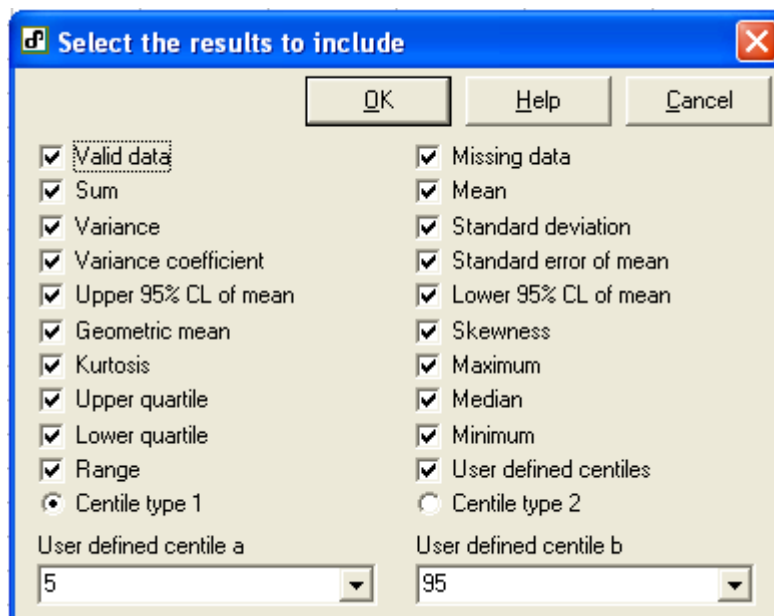 Select the results to include
OK Help Cancel
Valid data Missing data
Sum Mean
Variance Standard deviation
Variance coefficient Standard error of mean
Upper 95% CL of mean Lower 95% CL of mean
Geometric mean Skewness
Kurtosis Maximum
Upper quartile Median
Lower quartile Minimum
Range User defined centiles
Centile type 1 Centile type 2
User defined centile a User defined centile b
5 95